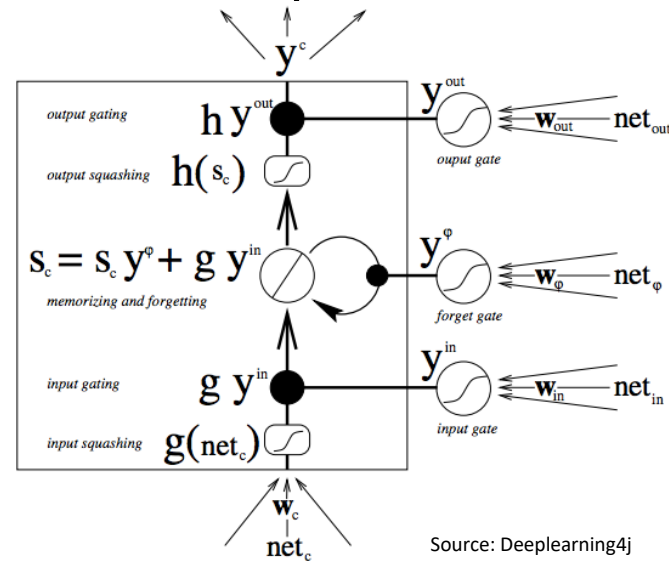 y^c
output gating
h y^out
y^out
w_out
net_out
ouput gate
output squashing
h(s_c)
s_c = s_c y^φ + g y^in
memorizing and forgetting
y^φ
w_φ
net_φ
forget gate
input gating
g y^in
y^in
w_in
net_in
input gate
input squashing
g(net_c)
w_c
net_c
Source: Deeplearning4j